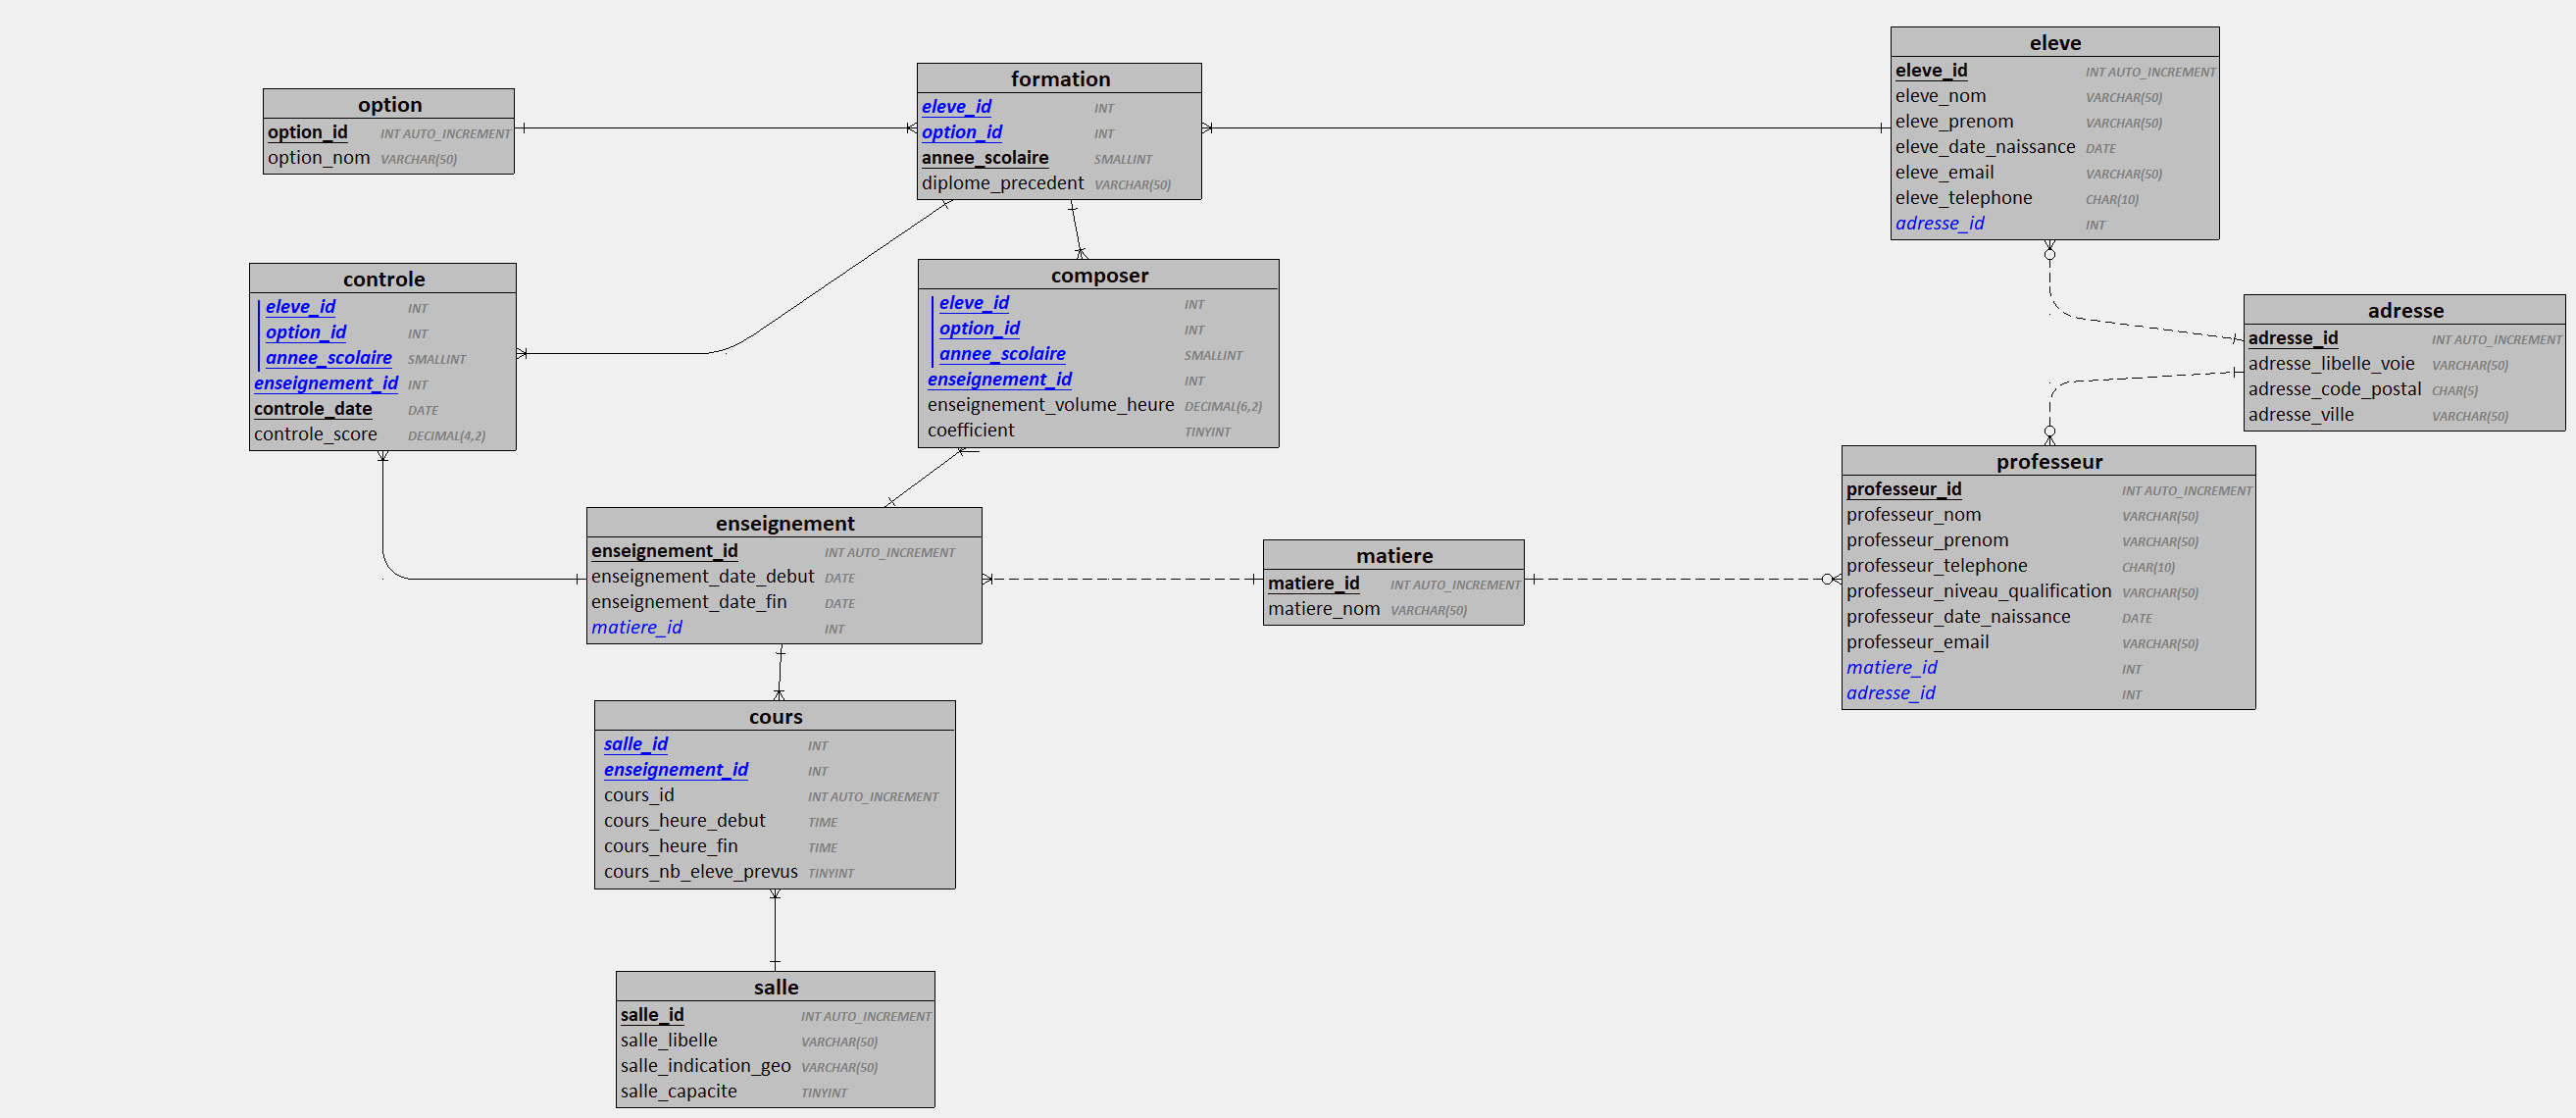 option
option_id INT AUTO_INCREMENT
option_nom VARCHAR(50)
formation
eleve_id INT
option_id INT
annee_scolaire SMALLINT
diplome_precedent VARCHAR(50)
eleve
eleve_id INT AUTO_INCREMENT
eleve_nom VARCHAR(50)
eleve_prenom VARCHAR(50)
eleve_date_naissance DATE
eleve_email VARCHAR(50)
eleve_telephone CHAR(10)
adresse_id INT
controle
eleve_id INT
option_id INT
annee_scolaire SMALLINT
enseignement_id INT
controle_date DATE
controle_score DECIMAL(4,2)
composer
eleve_id INT
option_id INT
annee_scolaire SMALLINT
enseignement_id INT
enseignement_volume_heure DECIMAL(6,2)
coefficient TINYINT
adresse
adresse_id INT AUTO_INCREMENT
adresse_libelle_voie VARCHAR(50)
adresse_code_postal CHAR(5)
adresse_ville VARCHAR(50)
enseignement
enseignement_id INT AUTO_INCREMENT
enseignement_date_debut DATE
enseignement_date_fin DATE
matiere_id INT
matiere
matiere_id INT AUTO_INCREMENT
matiere_nom VARCHAR(50)
professeur
professeur_id INT AUTO_INCREMENT
professeur_nom VARCHAR(50)
professeur_prenom VARCHAR(50)
professeur_telephone CHAR(10)
professeur_niveau_qualification VARCHAR(50)
professeur_date_naissance DATE
professeur_email VARCHAR(50)
matiere_id INT
adresse_id INT
cours
salle_id INT
enseignement_id INT
cours_id INT AUTO_INCREMENT
cours_heure_debut TIME
cours_heure_fin TIME
cours_nb_eleve_prevus TINYINT
salle
salle_id INT AUTO_INCREMENT
salle_libelle VARCHAR(50)
salle_indication_geo VARCHAR(50)
salle_capacite TINYINT